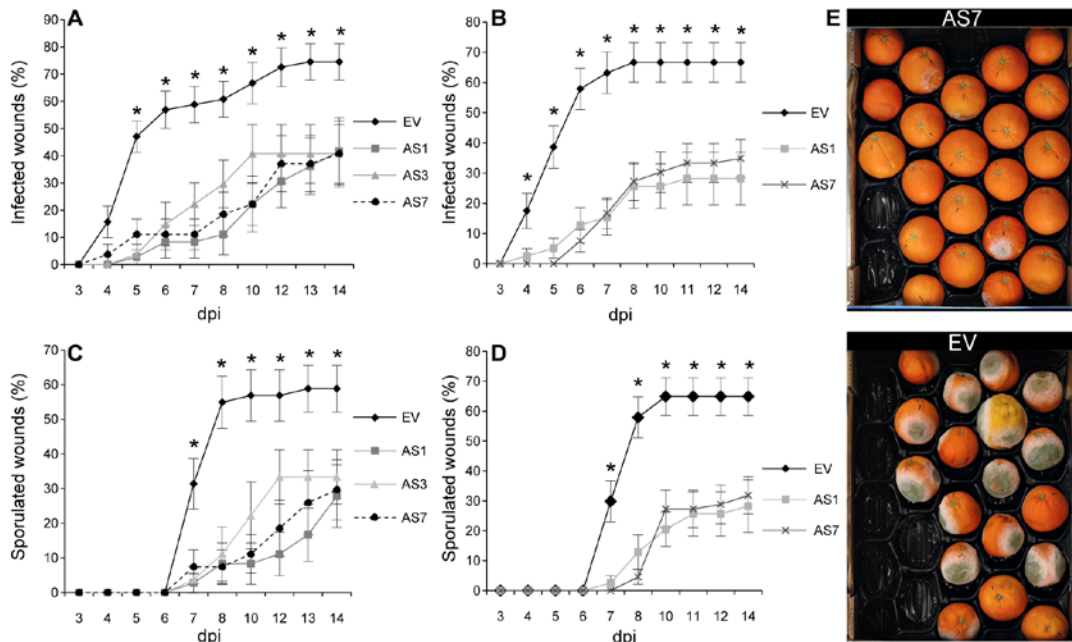 A
Infected wounds (%)
90
80
70
60
50
40
30
20
10
0
3 4 5 6 7 8 10 12 13 14
dpi
* * * * * * * * *
EV
AS1
AS3
AS7
B
Infected wounds (%)
80
70
60
50
40
30
20
10
0
3 4 5 6 7 8 10 11 12 14
dpi
* * * * * * * * *
EV
AS1
AS7
E
AS7
C
Sporulated wounds (%)
70
60
50
40
30
20
10
0
3 4 5 6 7 8 10 12 13 14
dpi
* * * * * *
EV
AS1
AS3
AS7
D
Sporulated wounds (%)
80
70
60
50
40
30
20
10
0
3 4 5 6 7 8 10 11 12 14
dpi
* * * * * *
EV
AS1
AS7
EV